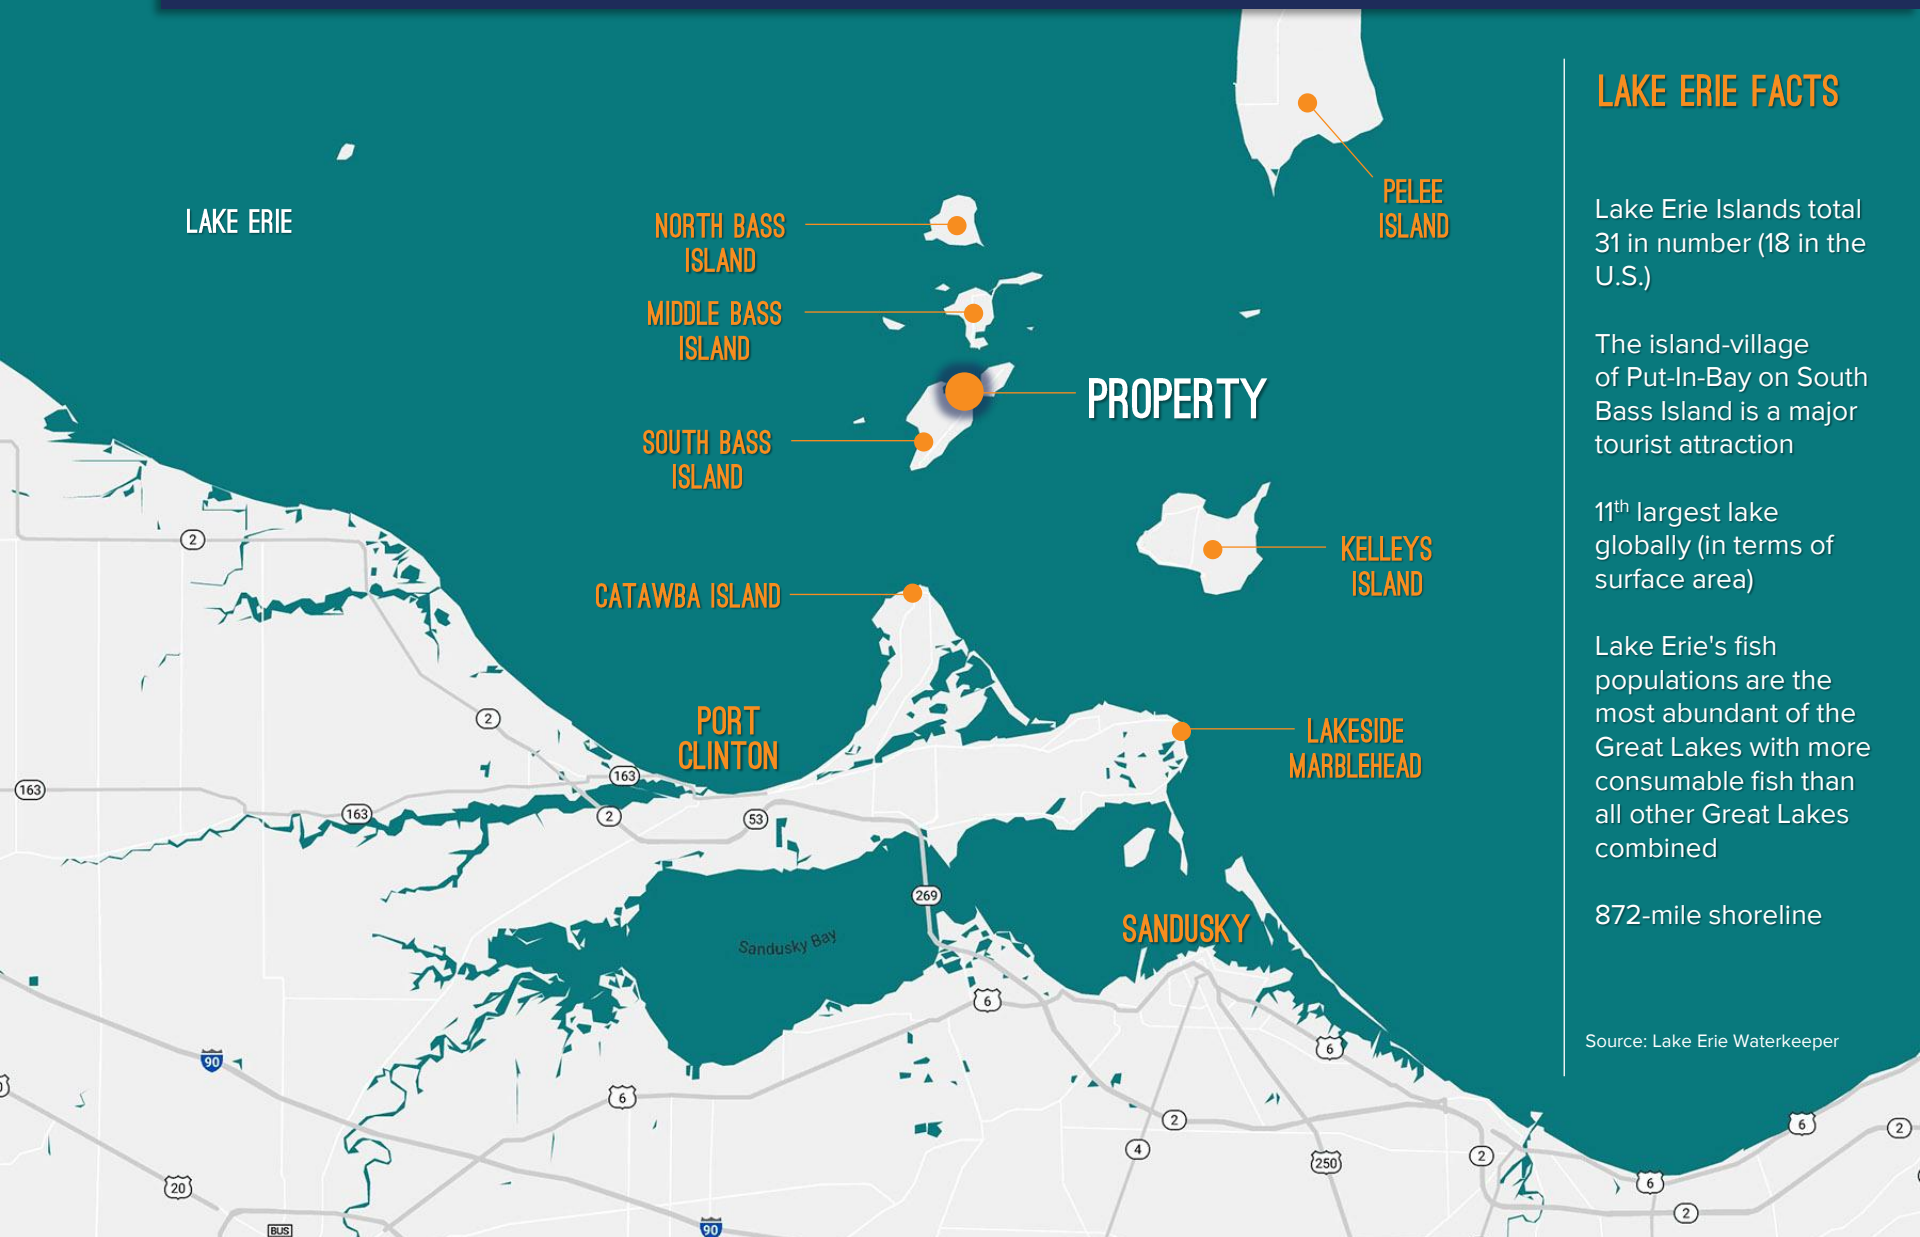 LAKE ERIE FACTS
PELEE
ISLAND
LAKE ERIE
NORTH BASS
ISLAND
MIDDLE BASS
ISLAND
PROPERTY
SOUTH BASS
ISLAND
KELLEYS
ISLAND
CATAWBA ISLAND
PORT
CLINTON
LAKESIDE
MARBLEHEAD
SANDUSKY
Sandusky Bay
2
2
163
163
163
2
53
269
6
6
6
90
20
BUS
90
2
4
250
2
6
6
2
2
Lake Erie Islands total
31 in number (18 in the
U.S.)
The island-village
of Put-In-Bay on South
Bass Island is a major
tourist attraction
11th largest lake
globally (in terms of
surface area)
Lake Erie's fish
populations are the
most abundant of the
Great Lakes with more
consumable fish than
all other Great Lakes
combined
872-mile shoreline
Source: Lake Erie Waterkeeper